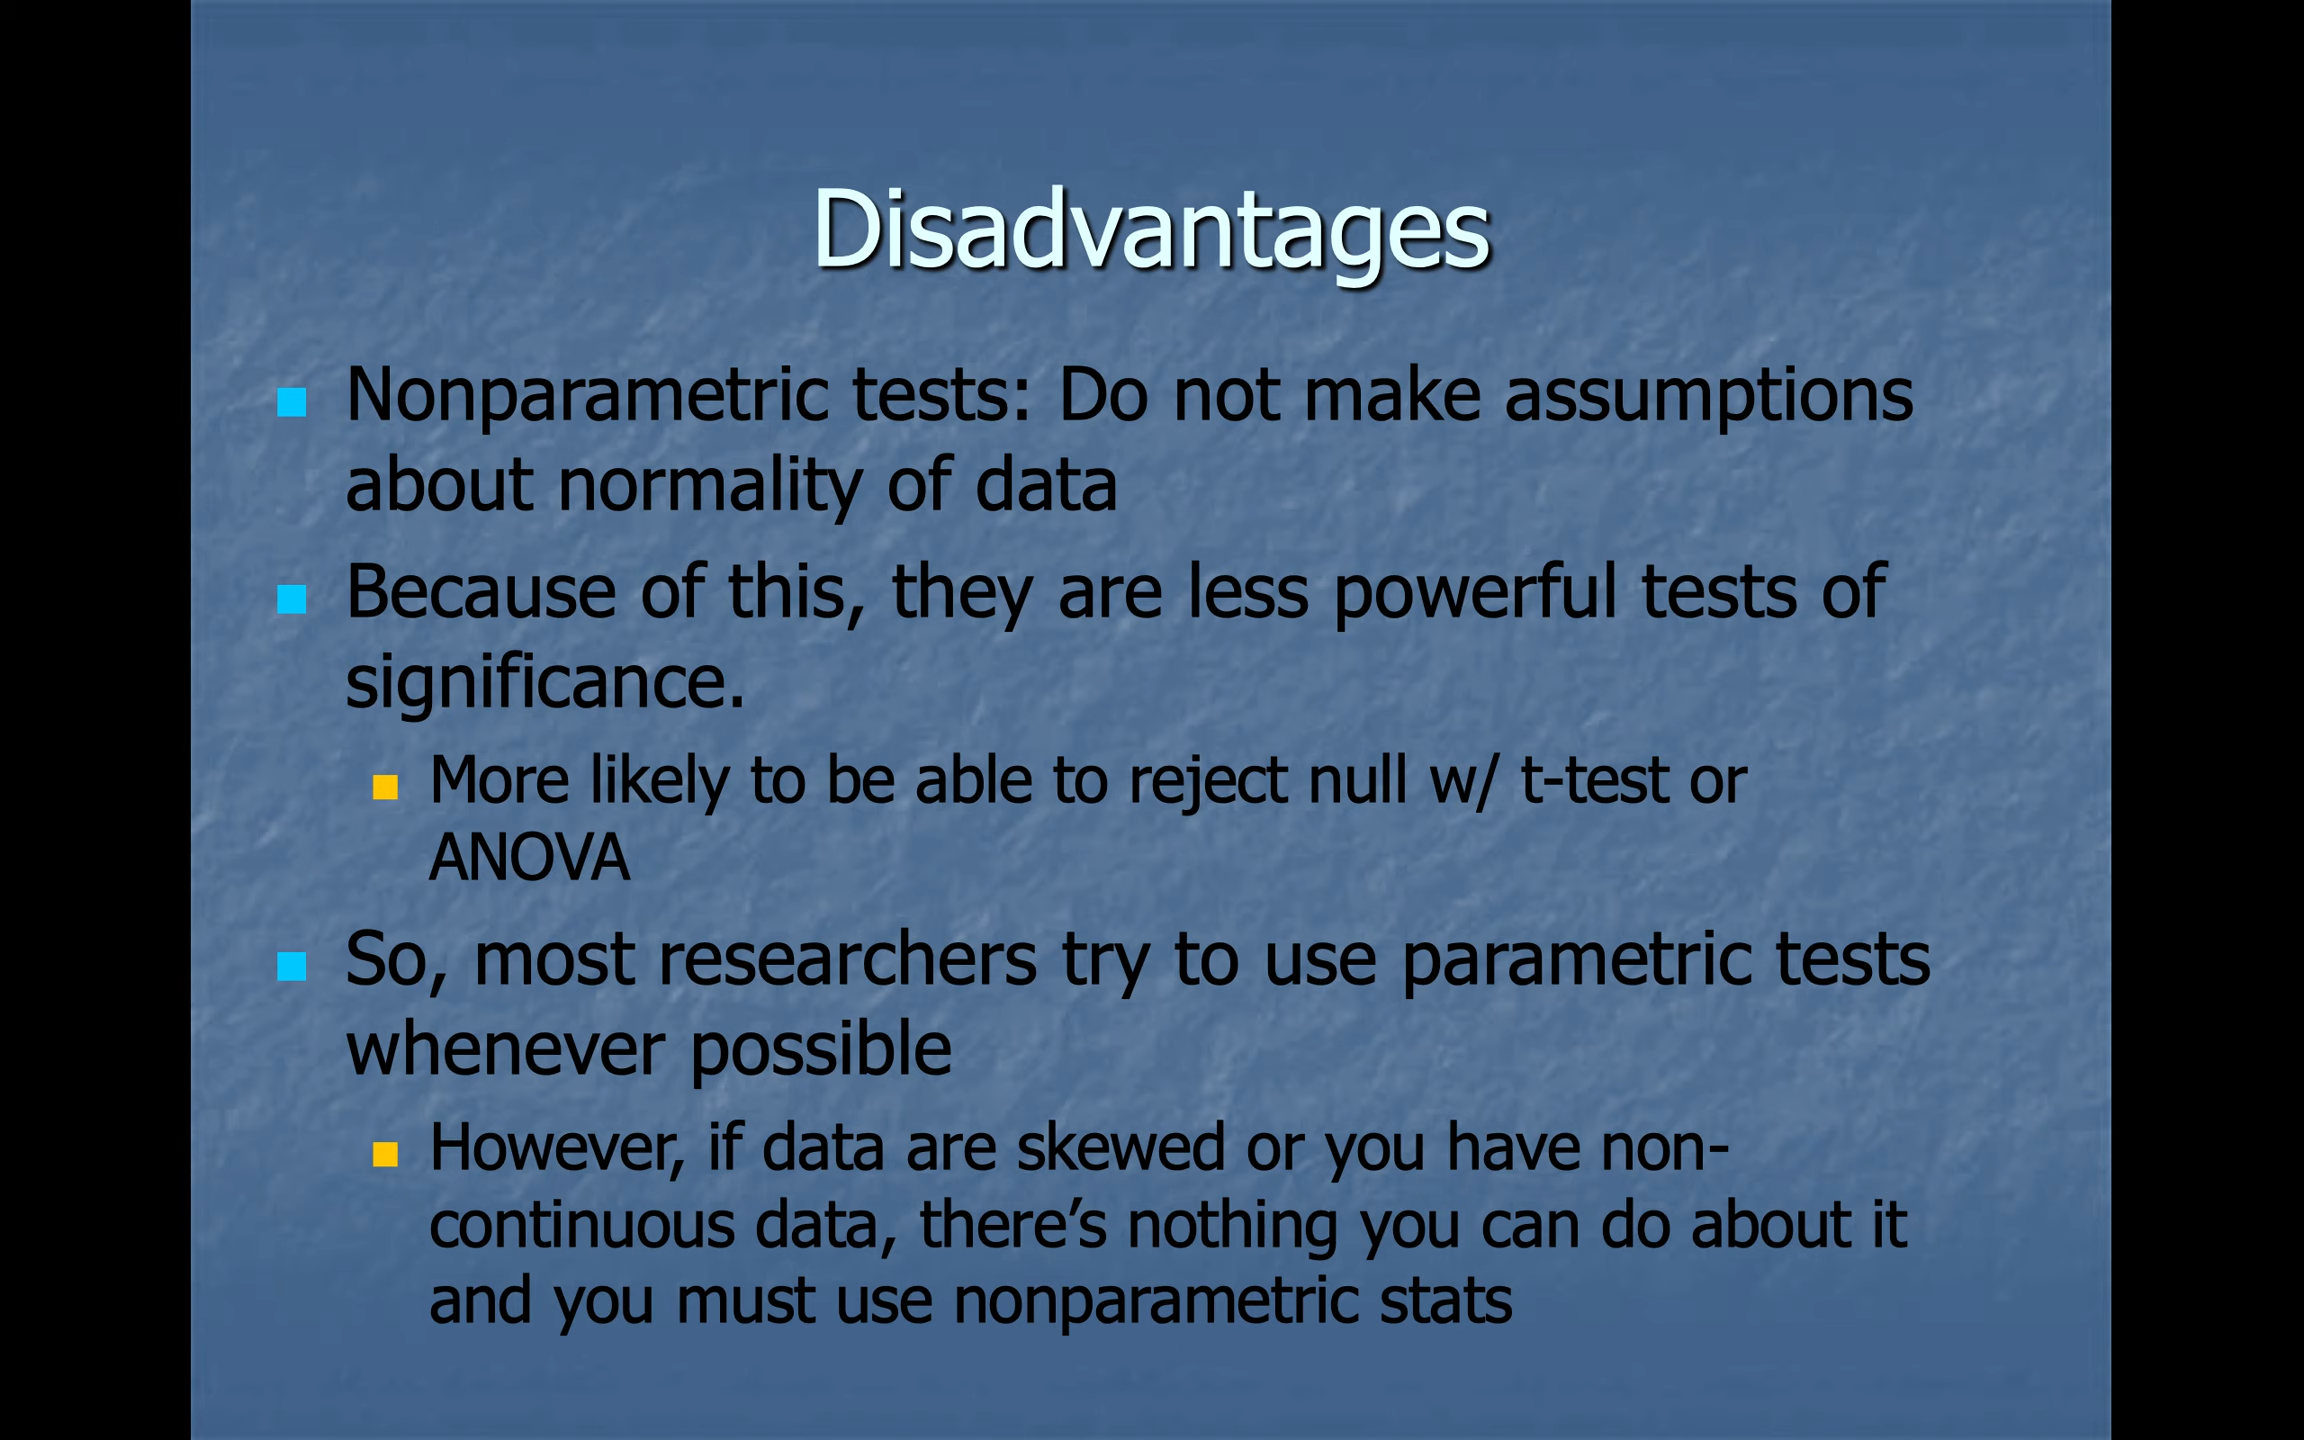 Disadvantages
Nonparametric tests: Do not make assumptions
about normality of data
Because of this, they are less powerful tests of
significance.
More likely to be able to reject null w/ t-test or
ANOVA
So, most researchers try to use parametric tests
whenever possible
However, if data are skewed or you have non-
continuous data, there’s nothing you can do about it
and you must use nonparametric stats